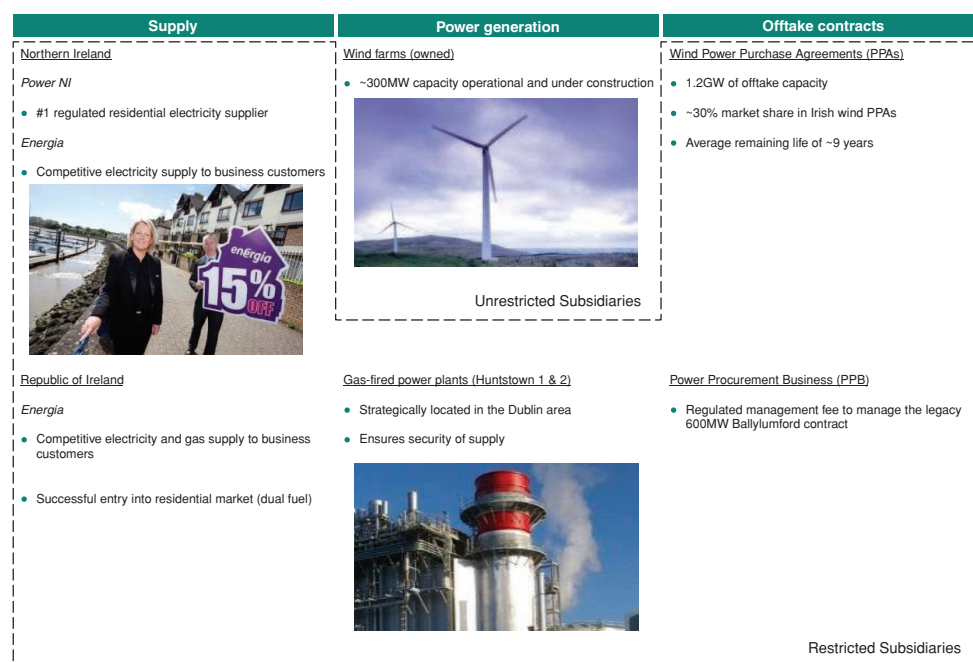 Supply
Northern Ireland
Power NI
● #1 regulated residential electricity supplier
Energia
● Competitive electricity supply to business customers
energia
15%
OFF
Republic of Ireland
Energia
● Competitive electricity and gas supply to business
customers
● Successful entry into residential market (dual fuel)
Power generation
Wind farms (owned)
● ~300MW capacity operational and under construction
Unrestricted Subsidiaries
Gas-fired power plants (Huntstown 1 & 2)
● Strategically located in the Dublin area
● Ensures security of supply
Offtake contracts
Wind Power Purchase Agreements (PPAs)
● 1.2GW of offtake capacity
● ~30% market share in Irish wind PPAs
● Average remaining life of ~9 years
Power Procurement Business (PPB)
● Regulated management fee to manage the legacy
600MW Ballylumford contract
Restricted Subsidiaries